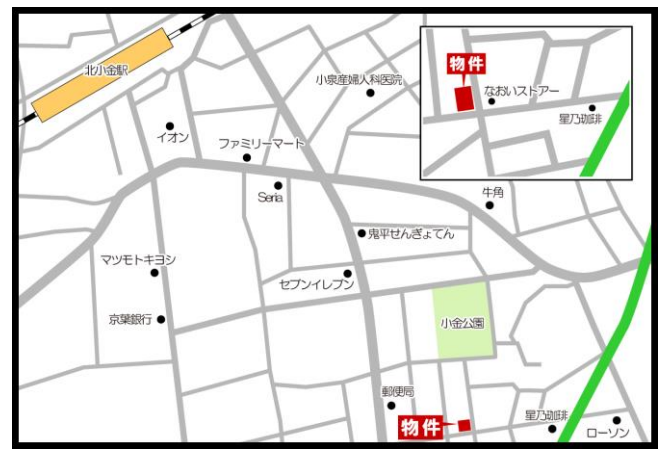 北小金駅
小泉産婦人科医院
イオン
ファミリーマート
Seria
牛角
鬼平せんぎょてん
マツモトキヨシ
セブンイレブン
京葉銀行
小金公園
郵便局
物件
星乃珈琲
ローソン
物件
なおいストアー
星乃珈琲